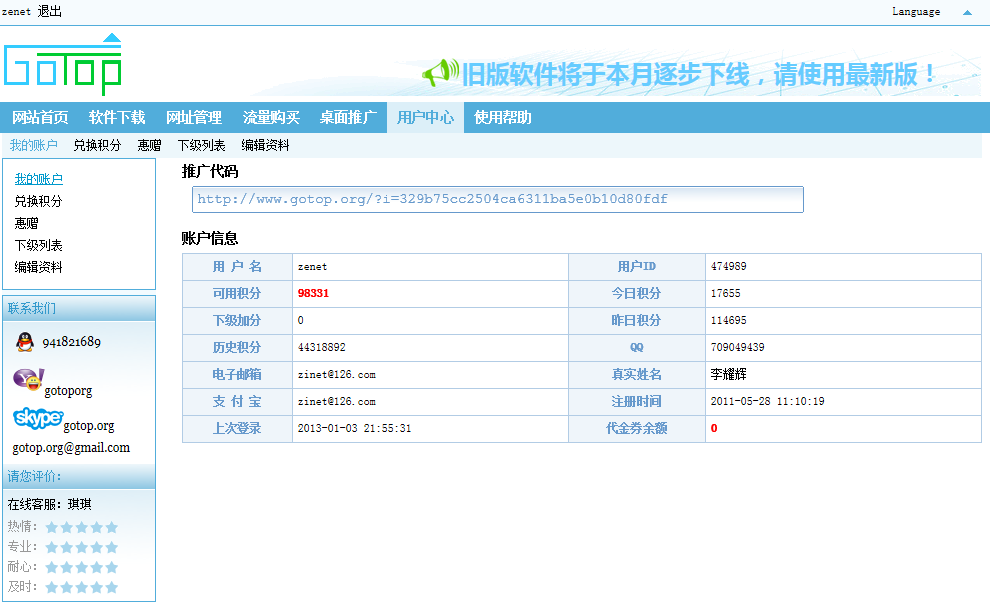 zenet 退出
Language
GoTop
旧版软件将于本月逐步下线，请使用最新版！
网站首页 软件下载 网址管理 流量购买 桌面推广 用户中心 使用帮助
我的账户 兑换积分 惠赠 下级列表 编辑资料
我的账户
兑换积分
惠赠
下级列表
编辑资料
联系我们
941821689
gotoporg
skype gotop.org
gotop.org@gmail.com
请您评价：
在线客服：琪琪
热情：
专业：
耐心：
及时：
推广代码
http://www.gotop.org/?i=329b75cc2504ca6311ba5e0b10d80fdf
账户信息
用 户 名 zenet 用户ID 474989
可用积分 98331 今日积分 17655
下级加分 0 昨日积分 114695
历史积分 44318892 QQ 709049439
电子邮箱 zinet@126.com 真实姓名 李耀辉
支 付 宝 zinet@126.com 注册时间 2011-05-28 11:10:19
上次登录 2013-01-03 21:55:31 代金券余额 0